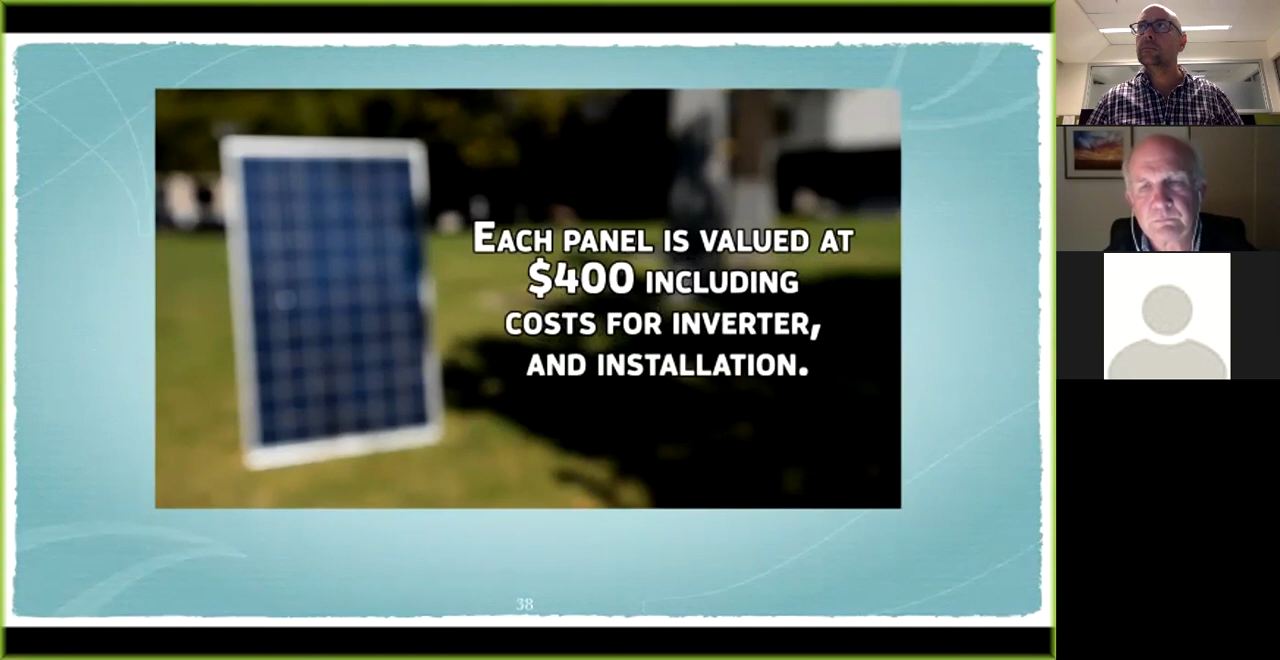 Each panel is valued at
$400 including
costs for inverter,
and installation.
38